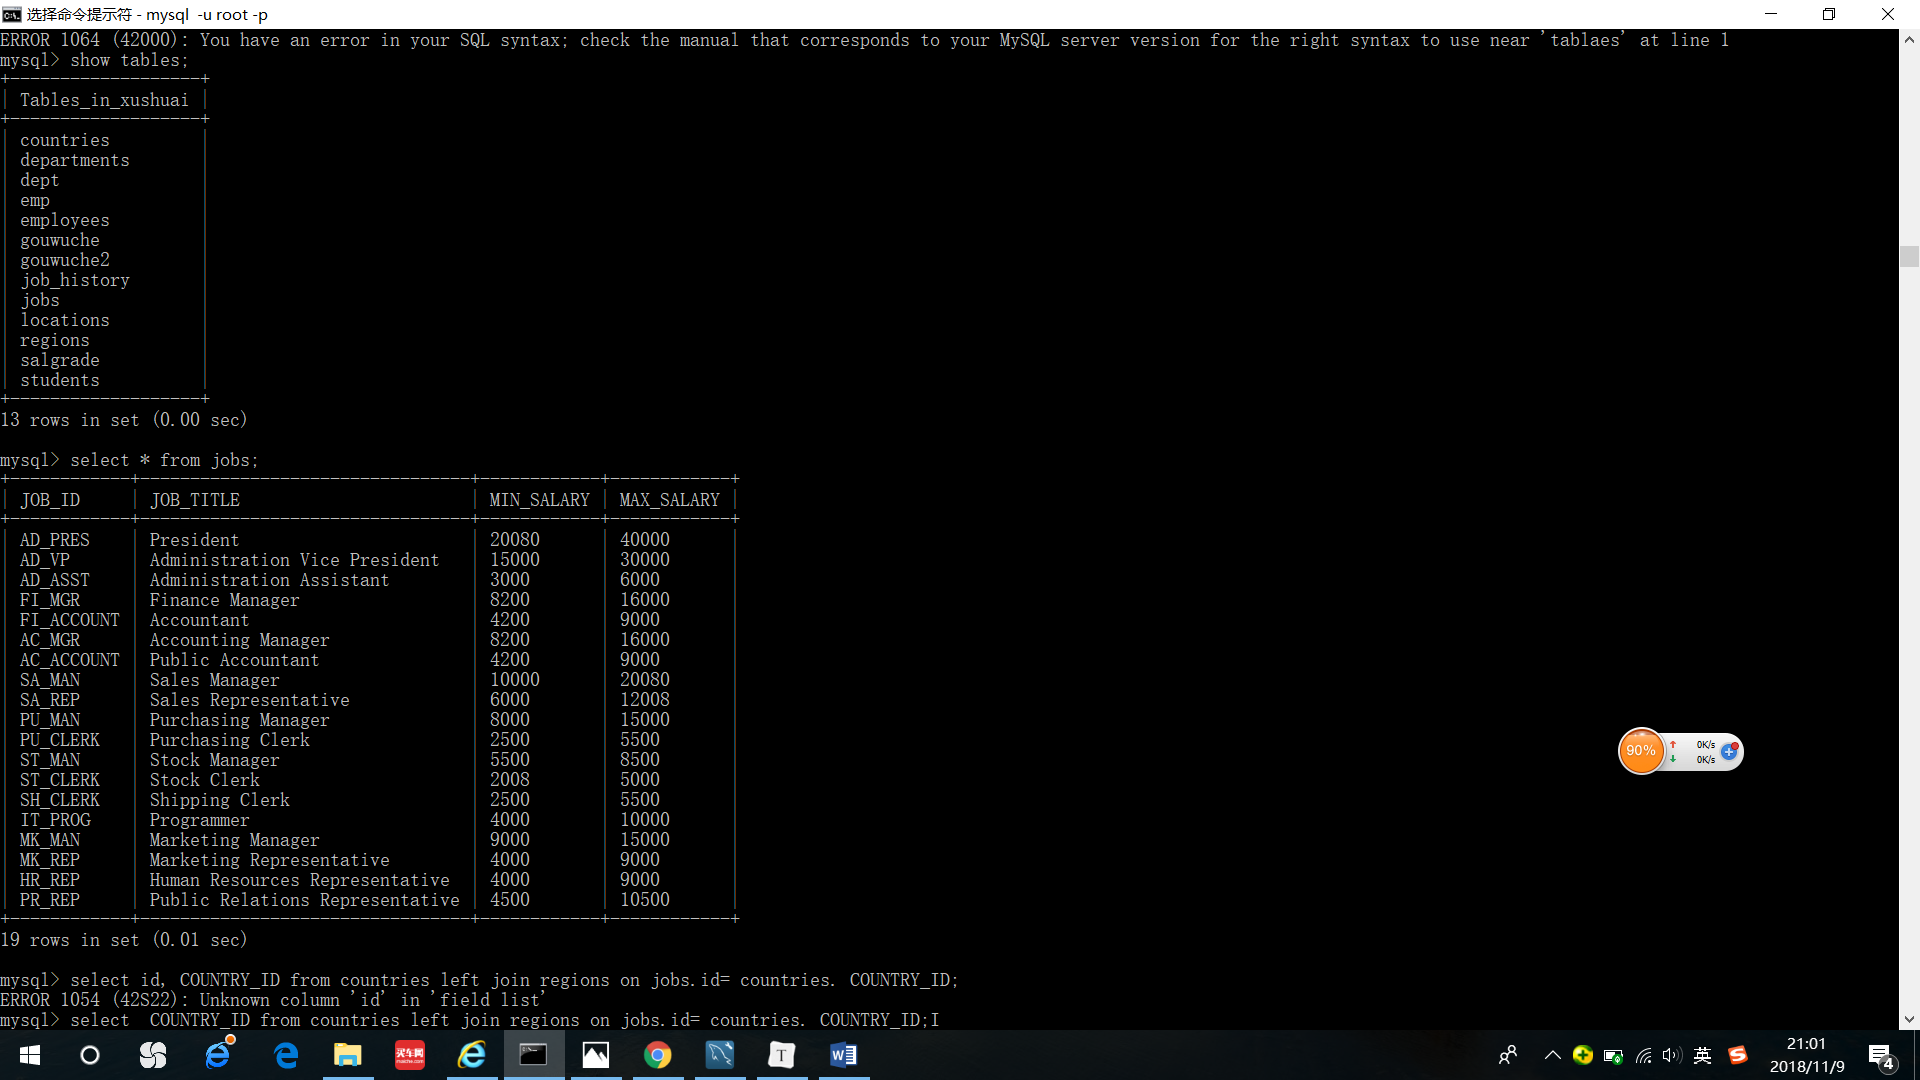 选择命令提示符 - mysql  -u root -p
ERROR 1064 (42000): You have an error in your SQL syntax; check the manual that corresponds to your MySQL server version for the right syntax to use near 'tablaes' at line 1
mysql> show tables;
+-------------------+
| Tables_in_xushuai |
+-------------------+
| countries         |
| departments       |
| dept              |
| emp               |
| employees         |
| gouwuche          |
| gouwuche2         |
| job_history       |
| jobs              |
| locations         |
| regions           |
| salgrade          |
| students          |
+-------------------+
13 rows in set (0.00 sec)
mysql> select * from jobs;
+------------+---------------------------------+------------+------------+
| JOB_ID     | JOB_TITLE                       | MIN_SALARY | MAX_SALARY |
+------------+---------------------------------+------------+------------+
| AD_PRES    | President                       | 20080      | 40000      |
| AD_VP      | Administration Vice President   | 15000      | 30000      |
| AD_ASST    | Administration Assistant        | 3000       | 6000       |
| FI_MGR     | Finance Manager                 | 8200       | 16000      |
| FI_ACCOUNT | Accountant                      | 4200       | 9000       |
| AC_MGR     | Accounting Manager              | 8200       | 16000      |
| AC_ACCOUNT | Public Accountant               | 4200       | 9000       |
| SA_MAN     | Sales Manager                   | 10000      | 20080      |
| SA_REP     | Sales Representative            | 6000       | 12008      |
| PU_MAN     | Purchasing Manager              | 8000       | 15000      |
| PU_CLERK   | Purchasing Clerk                | 2500       | 5500       |
| ST_MAN     | Stock Manager                   | 5500       | 8500       |
| ST_CLERK   | Stock Clerk                     | 2008       | 5000       |
| SH_CLERK   | Shipping Clerk                  | 2500       | 5500       |
| IT_PROG    | Programmer                      | 4000       | 10000      |
| MK_MAN     | Marketing Manager               | 9000       | 15000      |
| MK_REP     | Marketing Representative        | 4000       | 9000       |
| HR_REP     | Human Resources Representative  | 4000       | 9000       |
| PR_REP     | Public Relations Representative | 4500       | 10500      |
+------------+---------------------------------+------------+------------+
19 rows in set (0.01 sec)
mysql> select id, COUNTRY_ID from countries left join regions on jobs.id= countries. COUNTRY_ID;
ERROR 1054 (42S22): Unknown column 'id' in 'field list'
mysql> select  COUNTRY_ID from countries left join regions on jobs.id= countries. COUNTRY_ID;
90%
0K/s
0K/s
买车网
maiche.com
T
英
21:01
2018/11/9
4